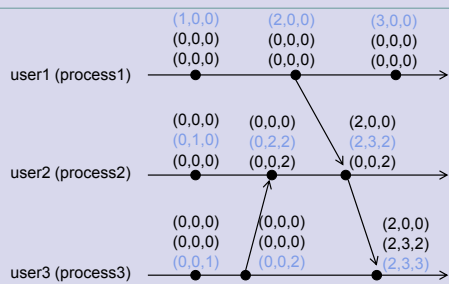 (1,0,0) (2,0,0) (3,0,0)
(0,0,0) (0,0,0) (0,0,0)
(0,0,0) (0,0,0) (0,0,0)
user1 (process1)
(0,0,0) (0,0,0) (2,0,0)
(0,1,0) (0,2,2) (2,3,2)
(0,0,0) (0,0,2) (0,0,2)
user2 (process2)
(0,0,0) (0,0,0) (2,0,0)
(0,0,0) (0,0,0) (2,3,2)
(0,0,1) (0,0,2) (2,3,3)
user3 (process3)